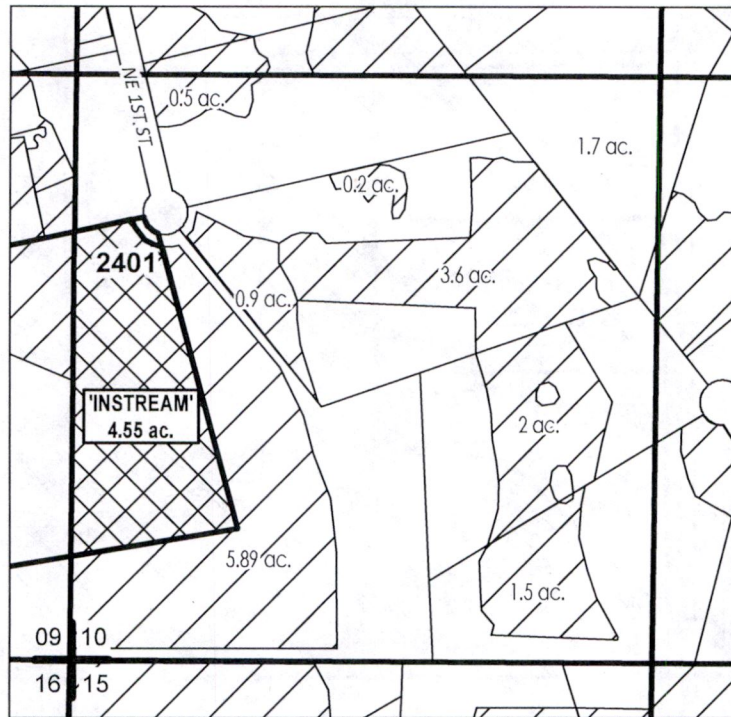 NE 1ST. ST
0.5 ac.
1.7 ac.
0.2 ac.
2401
3.6 ac.
0.9 ac.
'INSTREAM'
4.55 ac.
2 ac.
5.89 ac.
1.5 ac.
09 10
16 15